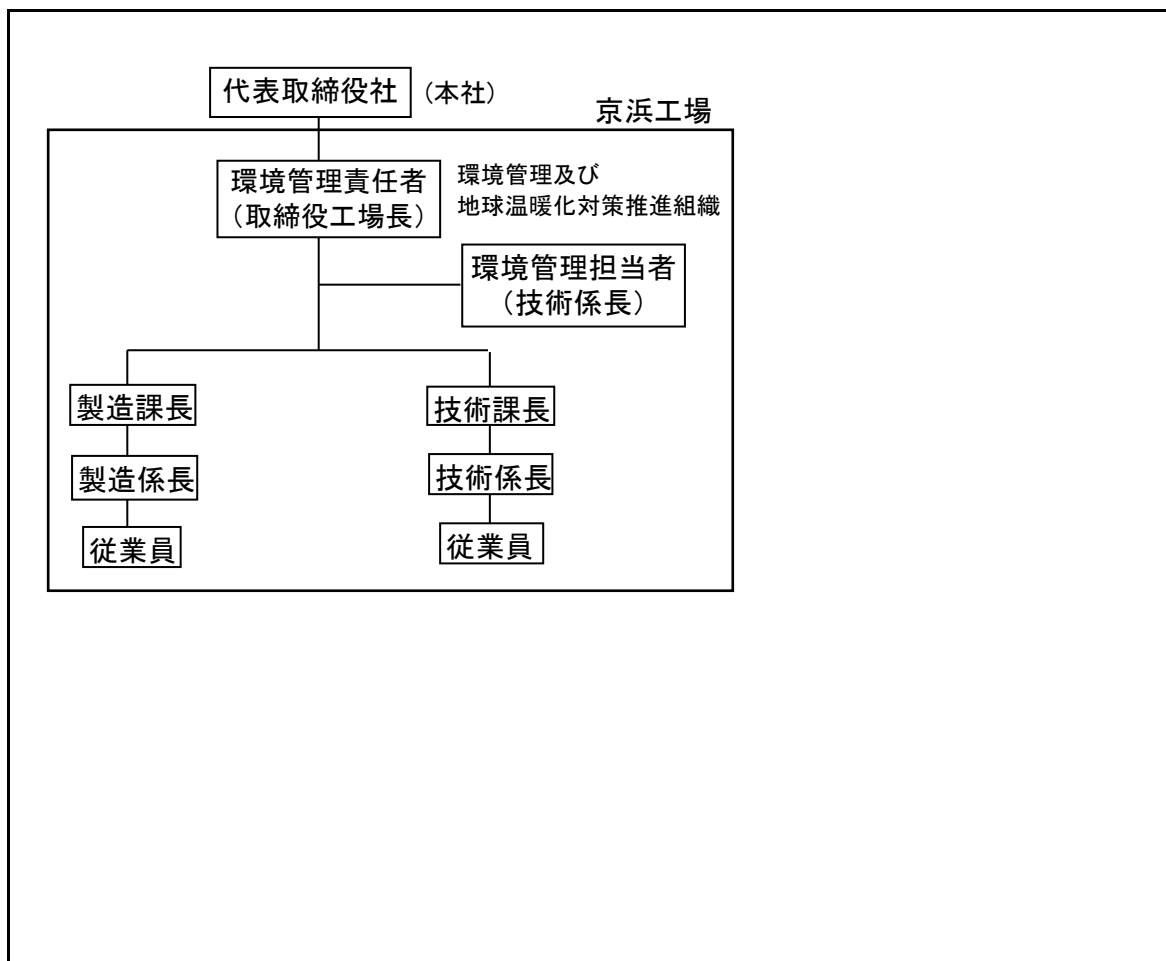 代表取締役社
(本社)
京浜工場
環境管理責任者
(取締役工場長)
環境管理及び
地球温暖化対策推進組織
環境管理担当者
(技術係長)
製造課長
技術課長
製造係長
技術係長
従業員
従業員